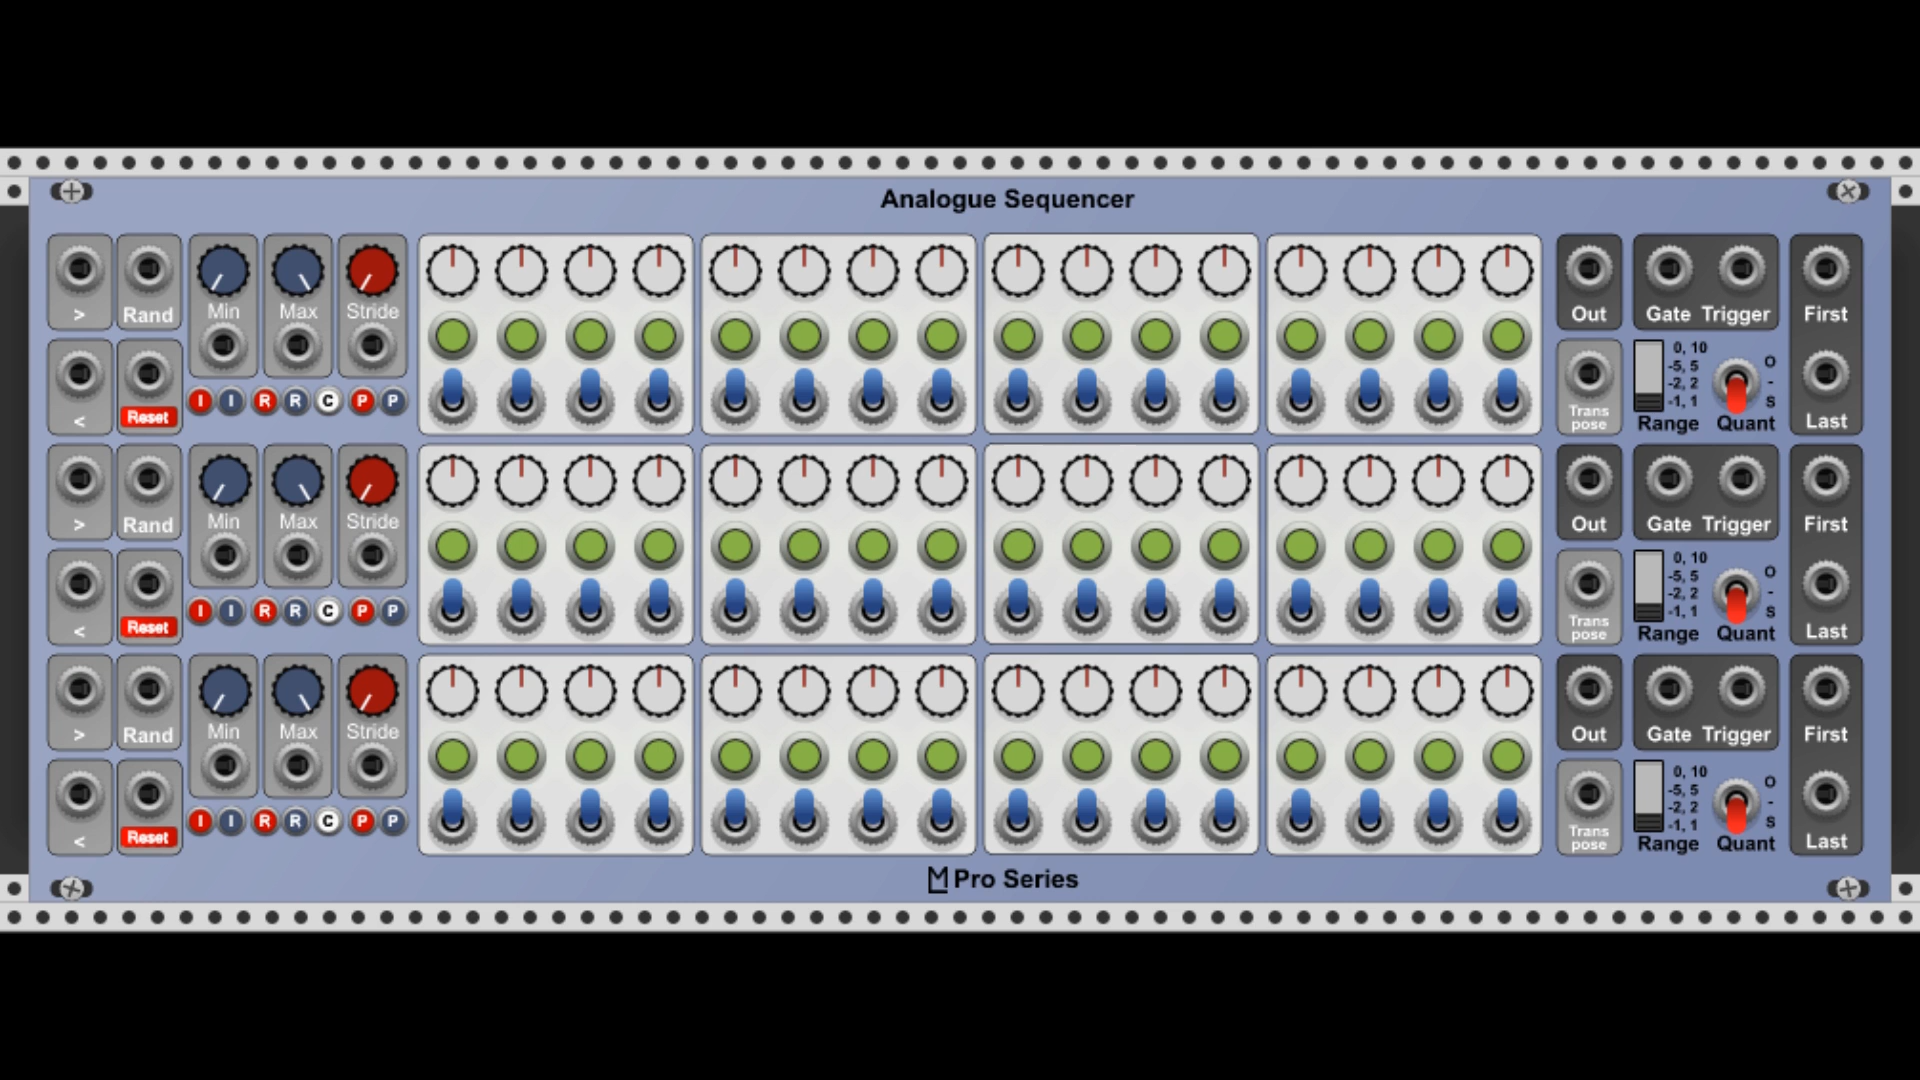 Analogue Sequencer
> Rand Min Max Stride Out Gate Trigger First
< Reset I I R R C P P Trans pose 0, 10 -5, 5 -2, 2 -1, 1 Range O - S Quant Last
> Rand Min Max Stride Out Gate Trigger First
< Reset I I R R C P P Trans pose 0, 10 -5, 5 -2, 2 -1, 1 Range O - S Quant Last
> Rand Min Max Stride Out Gate Trigger First
< Reset I I R R C P P Trans pose 0, 10 -5, 5 -2, 2 -1, 1 Range O - S Quant Last
Pro Series